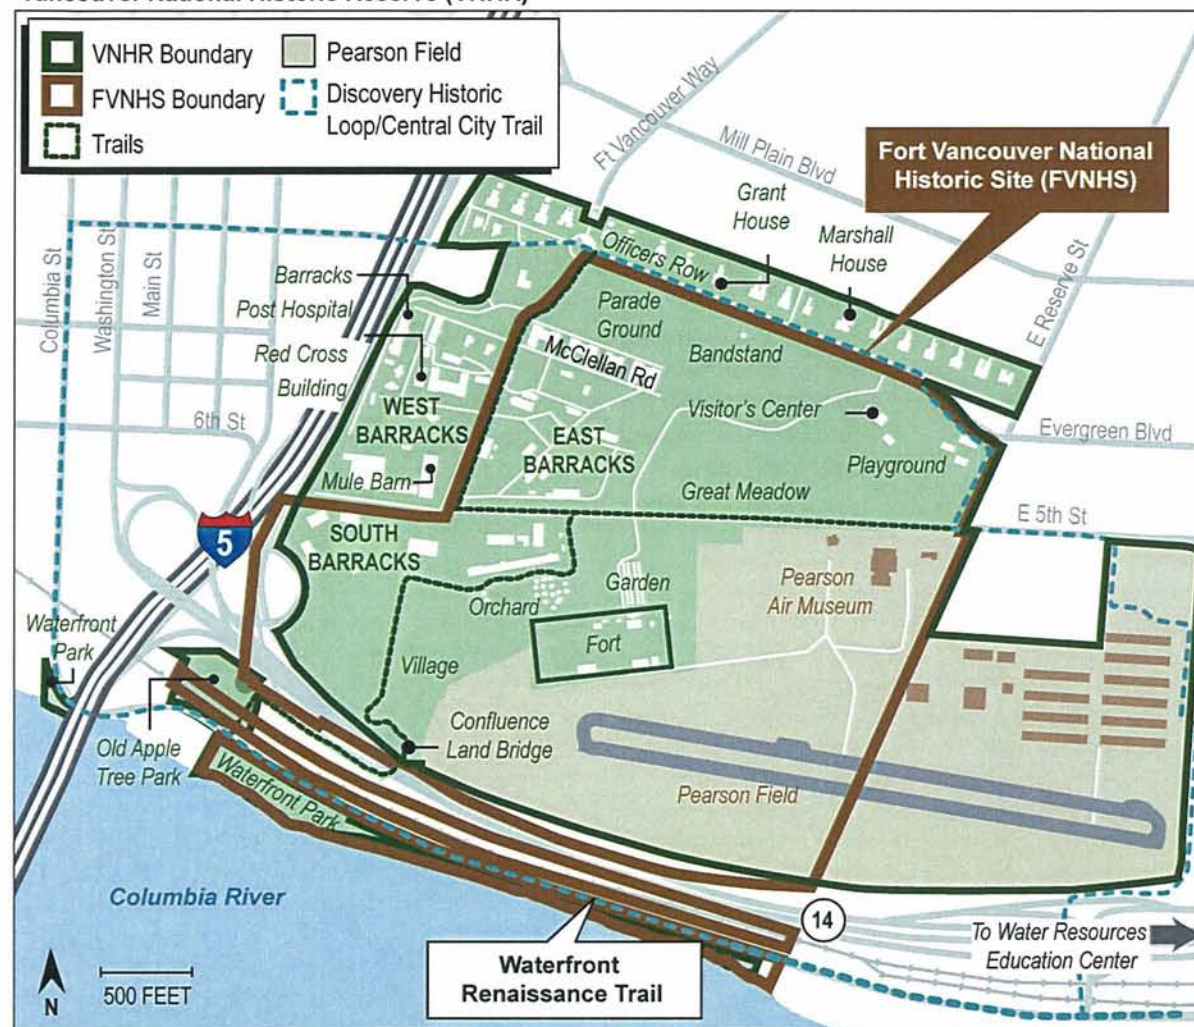 Vancouver National Historic Reserve (VNHR)
VNHR Boundary
FVNHS Boundary
Trails
Pearson Field
Discovery Historic
Loop/Central City Trail
Ft Vancouver Way
Mill Plain Blvd
Fort Vancouver National
Historic Site (FVNHS)
Grant
House
Marshall
House
Officers Row
E Reserve St
Columbia St
Washington St
Main St
Barracks
Post Hospital
Red Cross
Building
Parade
Ground
Bandstand
McClellan Rd
WEST
BARRACKS
EAST
BARRACKS
Visitor's Center
Evergreen Blvd
6th St
Mule Barn
Playground
Great Meadow
E 5th St
5
SOUTH
BARRACKS
Garden
Pearson
Air Museum
Orchard
Fort
Waterfront
Park
Village
Confluence
Land Bridge
Old Apple
Tree Park
Waterfront Park
Pearson Field
Columbia River
14
To Water Resources
Education Center
Waterfront
Renaissance Trail
N
500 FEET